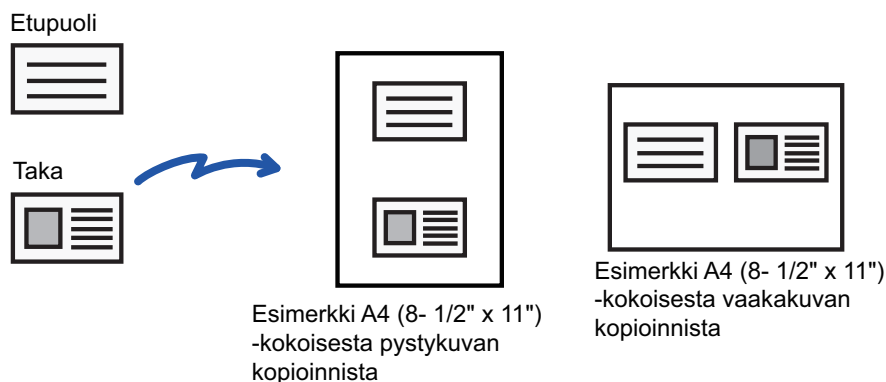 Etupuoli
Taka
Esimerkki A4 (8- 1/2" x 11")
-kokoisesta pystykuvan
kopioinnista
Esimerkki A4 (8- 1/2" x 11")
-kokoisesta vaakakuvan
kopioinnista